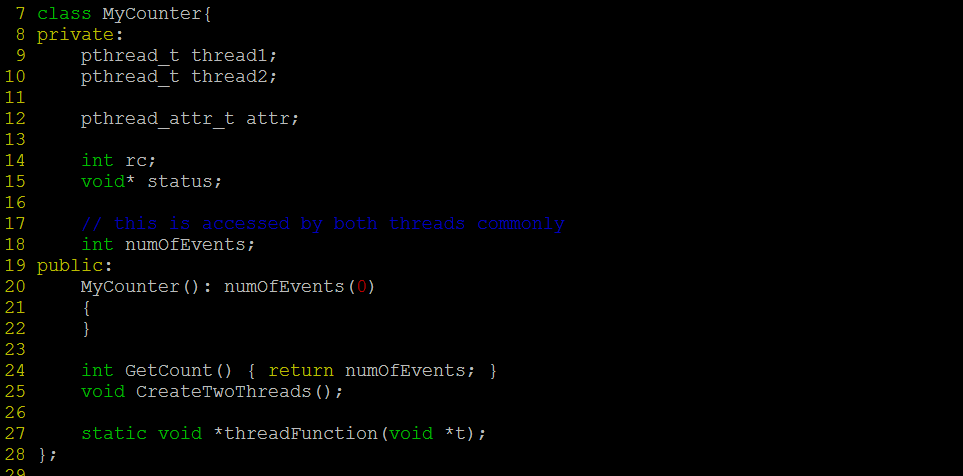 7 class MyCounter{
8 private:
9     pthread_t thread1;
10     pthread_t thread2;
11
12     pthread_attr_t attr;
13
14     int rc;
15     void* status;
16
17     // this is accessed by both threads commonly
18     int numOfEvents;
19 public:
20     MyCounter(): numOfEvents(0)
21     {
22     }
23
24     int GetCount() { return numOfEvents; }
25     void CreateTwoThreads();
26
27     static void *threadFunction(void *t);
28 };
29